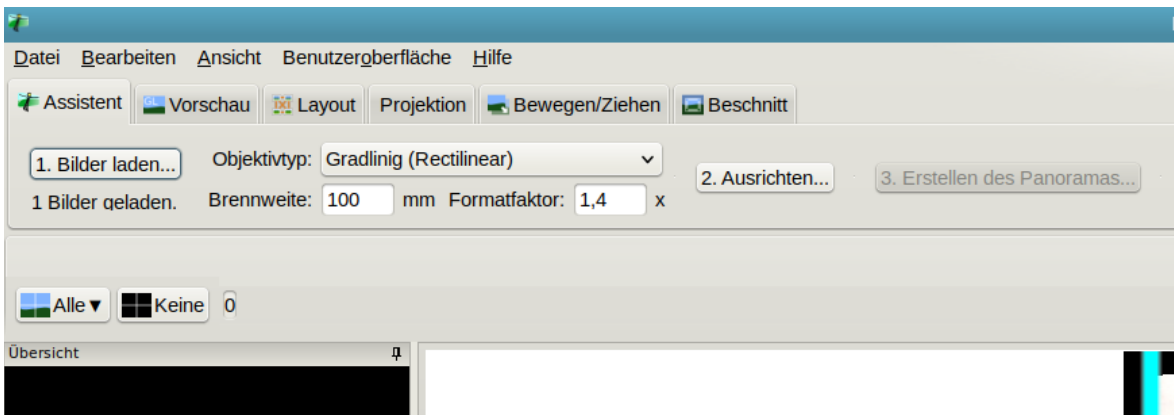 Datei Bearbeiten Ansicht Benutzeroberfläche Hilfe
Assistent Vorschau Layout Projektion Bewegen/Ziehen Beschnitt
1. Bilder laden... Objektivtyp: Gradlinig (Rectilinear) 2. Ausrichten... 3. Erstellen des Panoramas...
1 Bilder geladen. Brennweite: 100 mm Formatfaktor: 1,4 x
Alle Keine 0
Übersicht